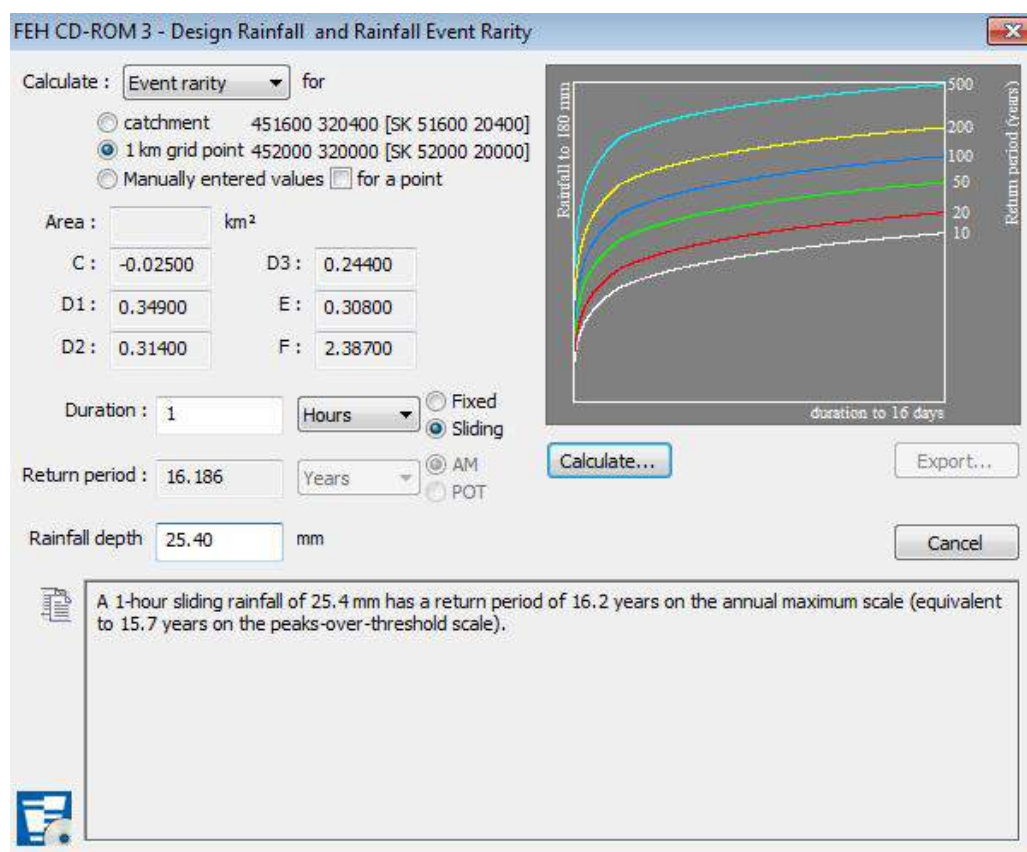 FEH CD-ROM 3 - Design Rainfall and Rainfall Event Rarity
Calculate : Event rarity for
catchment 451600 320400 [SK 51600 20400]
1 km grid point 452000 320000 [SK 52000 20000]
Manually entered values for a point
Area : km²
C : -0.02500 D3 : 0.24400
D1 : 0.34900 E : 0.30800
D2 : 0.31400 F : 2.38700
Duration : 1 Hours Fixed
Sliding
Return period : 16.186 Years AM
POT
Rainfall depth 25.40 mm
Rainfall to 180 mm
500
200
100
50
20
10
Return period (years)
duration to 16 days
Calculate... Export...
Cancel
A 1-hour sliding rainfall of 25.4 mm has a return period of 16.2 years on the annual maximum scale (equivalent
to 15.7 years on the peaks-over-threshold scale).